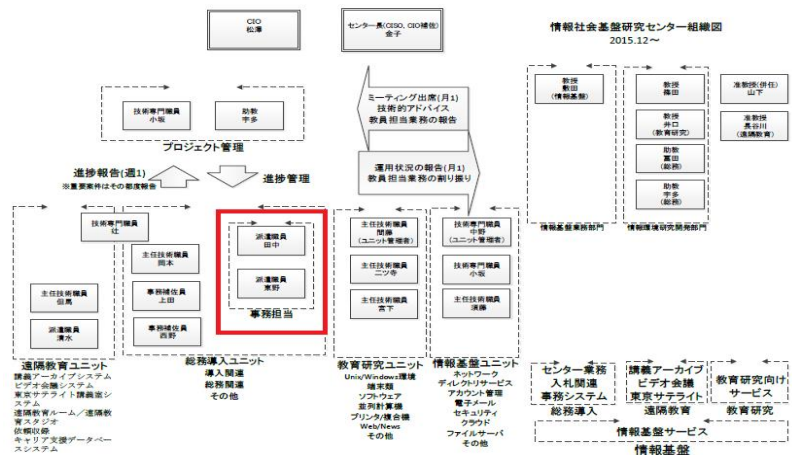 CIO
松澤
センター長(CISO, CIO補佐)
金子
情報社会基盤研究センター組織図
2015.12～
技術専門職員
小坂
助教
宇多
プロジェクト管理
ミーティング出席(月1)
技術的アドバイス
教員担当業務の報告
運用状況の報告(月1)
教員担当業務の割り振り
進捗報告(週1)
※重要案件はその都度報告
進捗管理
教授
敷田
(情報基盤)
教授
篠田
教授
井口
(教育研究)
助教
冨田
(総務)
助教
宇多
(総務)
准教授(併任)
山下
准教授
長谷川
(遠隔教育)
情報基盤業務部門
情報環境研究開発部門
技術専門職員
辻
主任技術職員
但馬
派遣職員
清水
遠隔教育ユニット
講義アーカイブシステム
ビデオ会議システム
東京サテライト講義室シ
ステム
遠隔教育ルーム／遠隔教
育スタジオ
依頼収録
キャリア支援データベー
スシステム
主任技術職員
岡本
事務補佐員
上田
事務補佐員
西野
派遣職員
田中
派遣職員
東野
事務担当
総務導入ユニット
導入関連
総務関連
その他
主任技術職員
間藤
(ユニット管理者)
主任技術職員
二ツ寺
主任技術職員
宮下
教育研究ユニット
Unix/Windows環境
端末類
ソフトウェア
並列計算機
プリンタ/複合機
Web/News
その他
技術専門職員
中野
(ユニット管理者)
技術専門職員
小坂
主任技術職員
須藤
情報基盤ユニット
ネットワーク
ディレクトリサービス
アカウント管理
電子メール
セキュリティ
クラウド
ファイルサーバ
その他
センター業務
入札関連
事務システム
総務導入
講義アーカイブ
ビデオ会議
東京サテライト
遠隔教育
教育研究向け
サービス
教育研究
情報基盤サービス
情報基盤